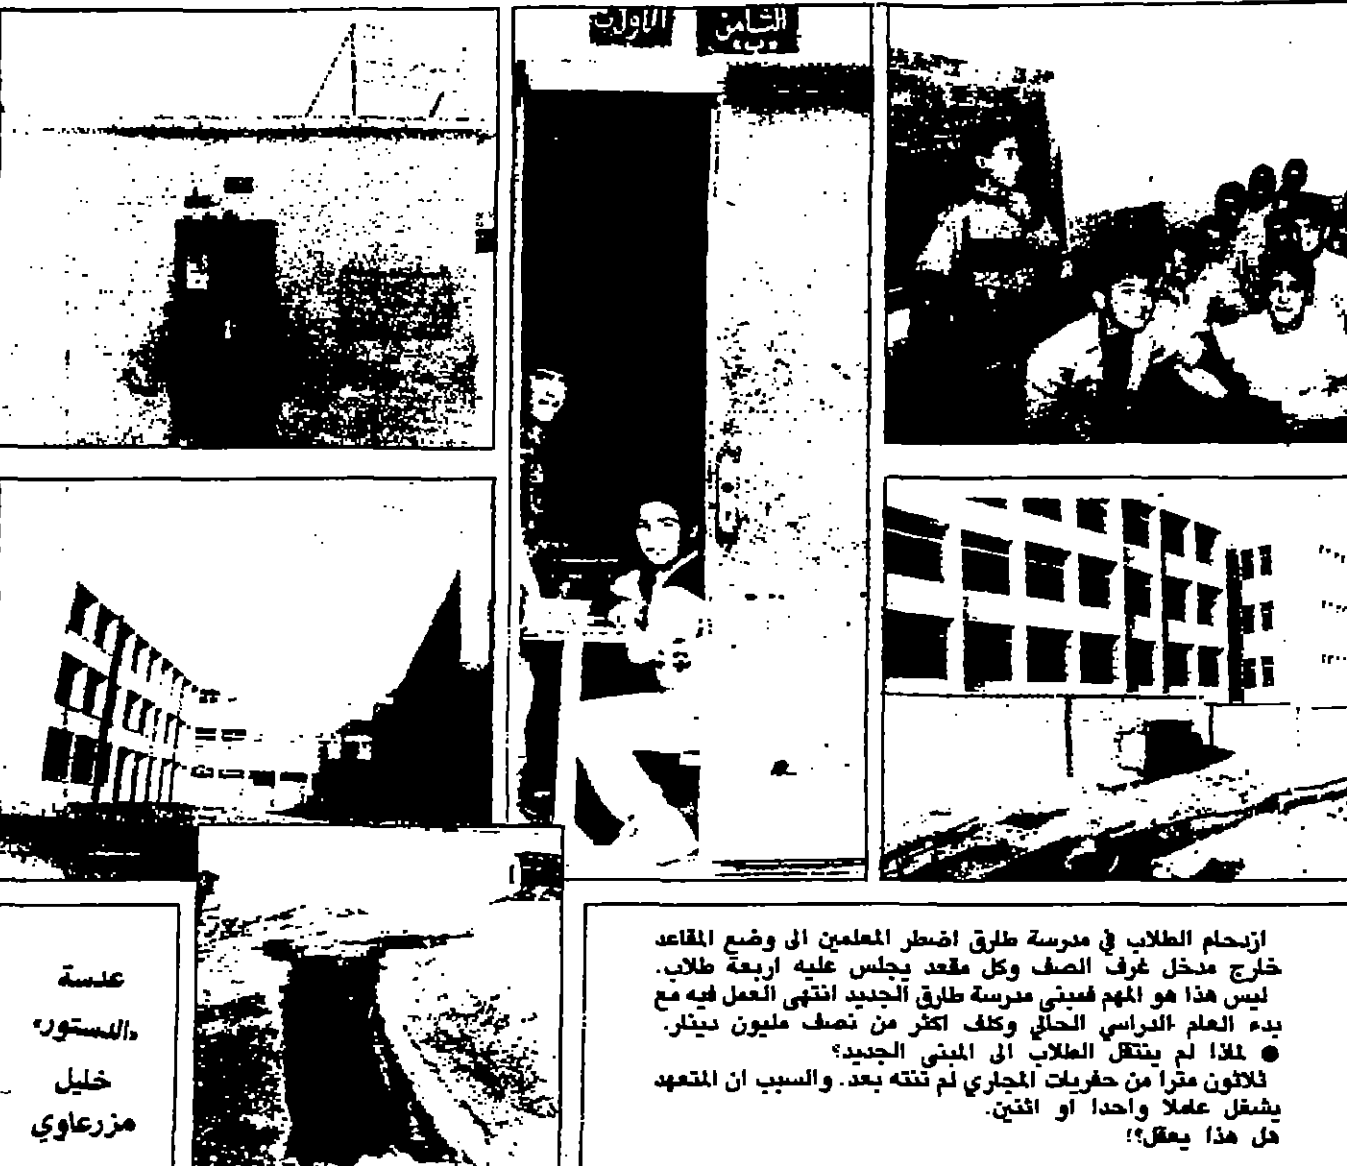 الثامن
«ب»
الاول ب
ازدحام الطلاب في مدرسة طارق اضطر المعلمين الى وضع المقاعد
خارج مدخل غرف الصف وكل مقعد يجلس عليه اربعة طلاب.
ليس هذا هو المهم فمبنى مدرسة طارق الجديد انتهى العمل فيه مع
بدء العام الدراسي الحالي وكلف اكثر من نصف مليون دينار.
● لماذا لم ينتقل الطلاب الى المبنى الجديد؟
ثلاثون مترا من حفريات المجاري لم تنته بعد. والسبب ان المتعهد
يشغل عاملا واحدا او اثنين.
هل هذا يعقل؟!
عدسة
«الدستور»
خليل
مزرعاوي